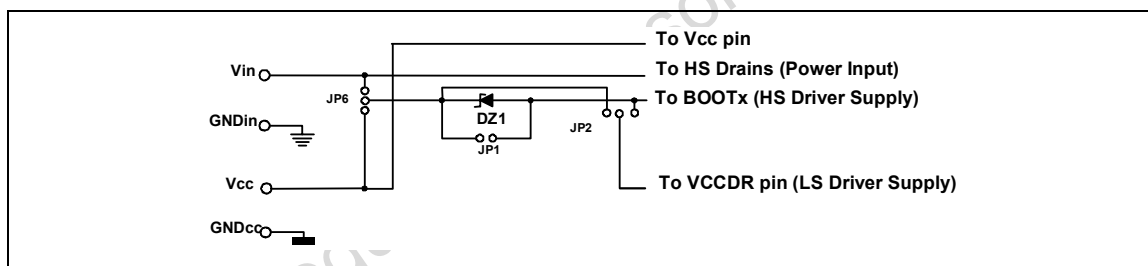 To Vcc pin
Vin
To HS Drains (Power Input)
JP6
To BOOTx (HS Driver Supply)
DZ1
JP2
GNDin
JP1
Vcc
To VCCDR pin (LS Driver Supply)
GNDcc